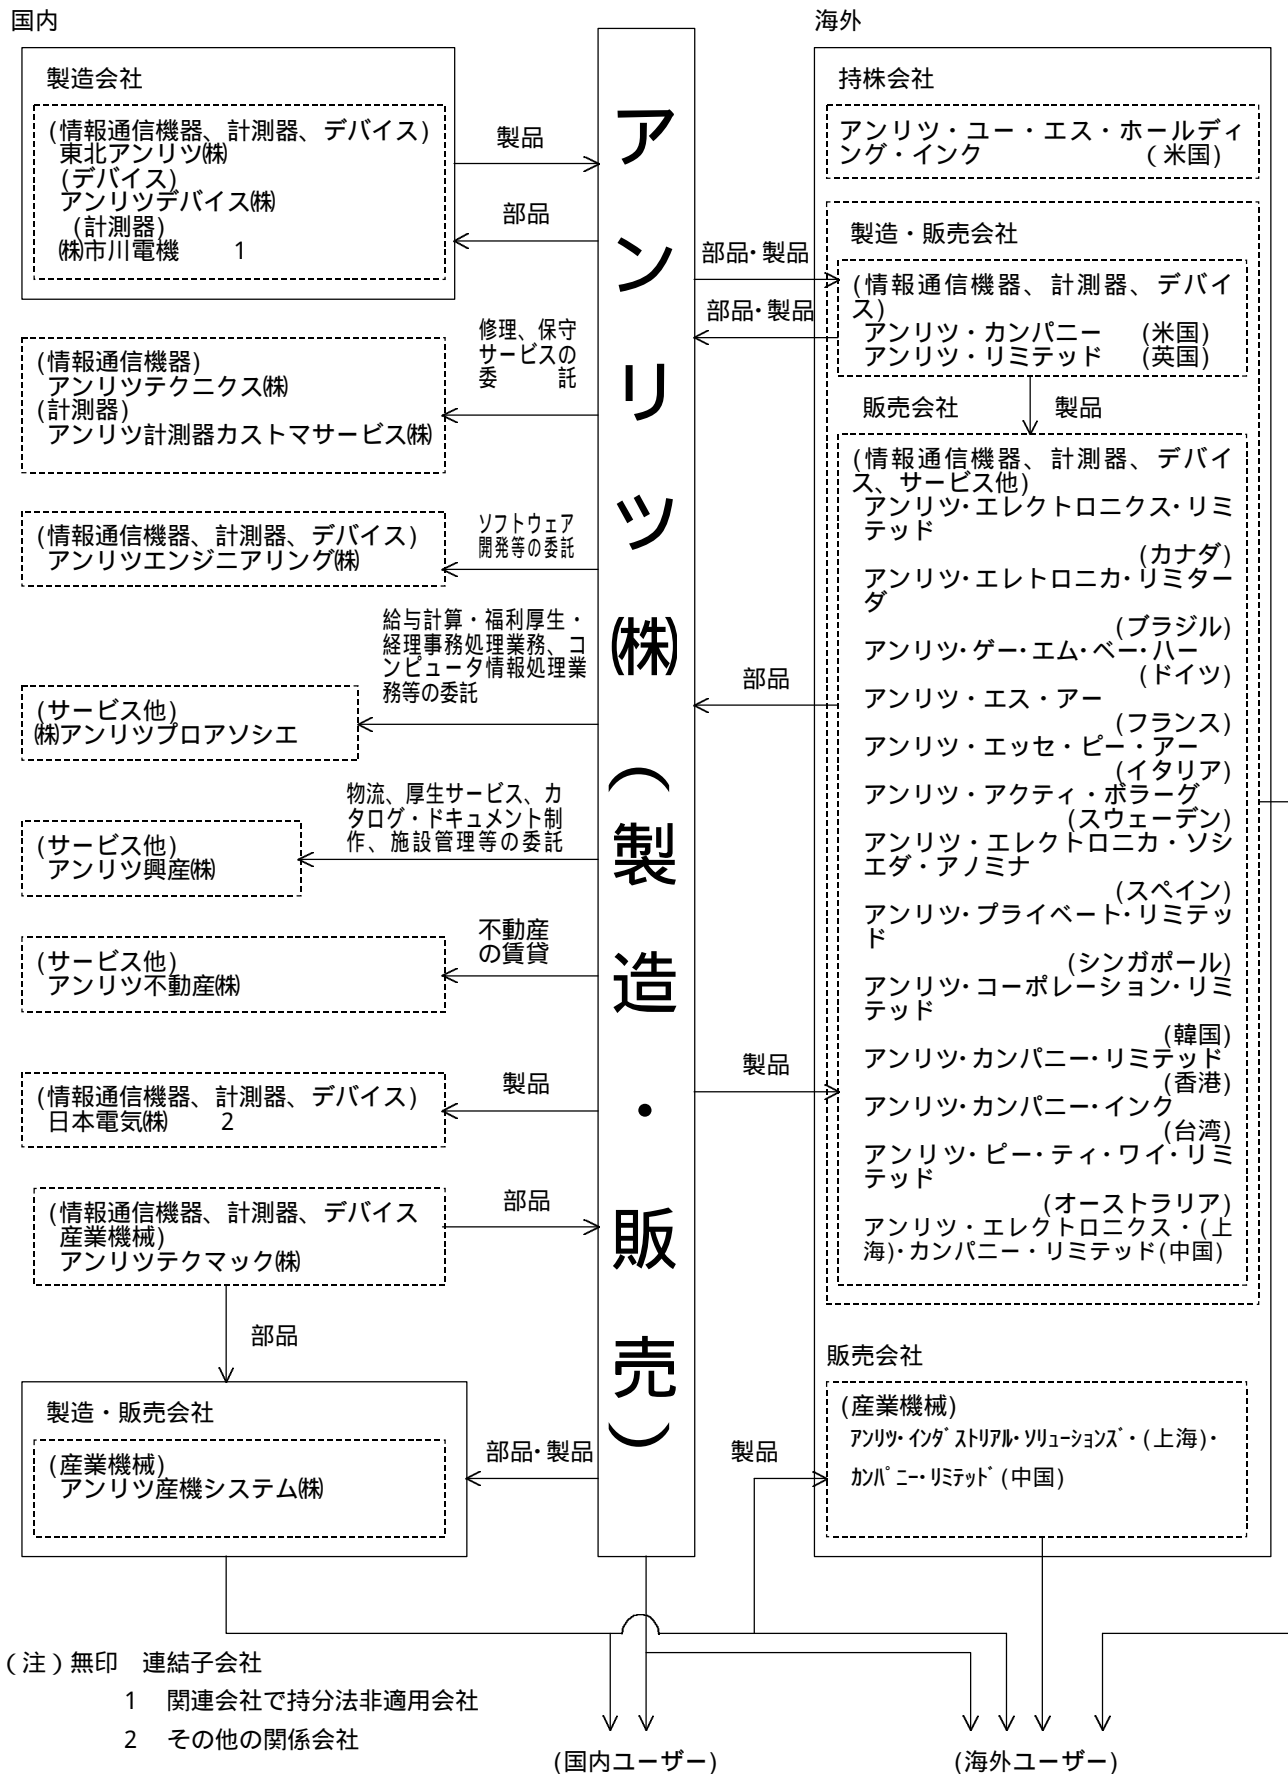 国内
製造会社
(情報通信機器、計測器、デバイス)
東北アンリツ㈱
(デバイス)
アンリツデバイス㈱
(計測器)
㈱市川電機 1
製品
部品
(情報通信機器)
アンリツテクニクス㈱
(計測器)
アンリツ計測器カストマサービス㈱
修理、保守
サービスの
委 託
(情報通信機器、計測器、デバイス)
アンリツエンジニアリング㈱
ソフトウェア
開発等の委託
給与計算・福利厚生・
経理事務処理業務、コ
ンピュータ情報処理業
務等の委託
(サービス他)
㈱アンリツプロアソシエ
物流、厚生サービス、カ
タログ・ドキュメント制
作、施設管理等の委託
(サービス他)
アンリツ興産㈱
不動産
の賃貸
(サービス他)
アンリツ不動産㈱
製品
(情報通信機器、計測器、デバイス)
日本電気㈱ 2
部品
(情報通信機器、計測器、デバイス
産業機械)
アンリツテクマック㈱
部品
製造・販売会社
(産業機械)
アンリツ産機システム㈱
部品・製品
アンリツ㈱(製造・販売)
海外
持株会社
アンリツ・ユー・エス・ホールディ
ング・インク (米国)
製造・販売会社
部品・製品
部品・製品
(情報通信機器、計測器、デバイ
ス)
アンリツ・カンパニー (米国)
アンリツ・リミテッド (英国)
販売会社
製品
(情報通信機器、計測器、デバイ
ス、サービス他)
アンリツ・エレクトロニクス・リミ
テッド
(カナダ)
アンリツ・エレトロニカ・リミター
ダ
(ブラジル)
アンリツ・ゲー・エム・ベー・ハー
(ドイツ)
アンリツ・エス・アー
(フランス)
アンリツ・エッセ・ピー・アー
(イタリア)
アンリツ・アクティ・ボラーグ
(スウェーデン)
アンリツ・エレクトロニカ・ソシ
エダ・アノミナ
(スペイン)
アンリツ・プライベート・リミテッ
ド
(シンガポール)
アンリツ・コーポレーション・リミ
テッド
(韓国)
アンリツ・カンパニー・リミテッド
(香港)
アンリツ・カンパニー・インク
(台湾)
アンリツ・ピー・ティ・ワイ・リミ
テッド
(オーストラリア)
アンリツ・エレクトロニクス・(上
海)・カンパニー・リミテッド(中国)
部品
製品
販売会社
(産業機械)
ｱﾝﾘﾂ・ｲﾝﾀﾞｽﾄﾘｱﾙ・ｿﾘｭｰｼｮﾝｽﾞ・(上海)・
ｶﾝﾊﾟﾆｰ・ﾘﾐﾃｯﾄﾞ(中国)
製品
(注)無印 連結子会社
1 関連会社で持分法非適用会社
2 その他の関係会社
(国内ユーザー)
(海外ユーザー)